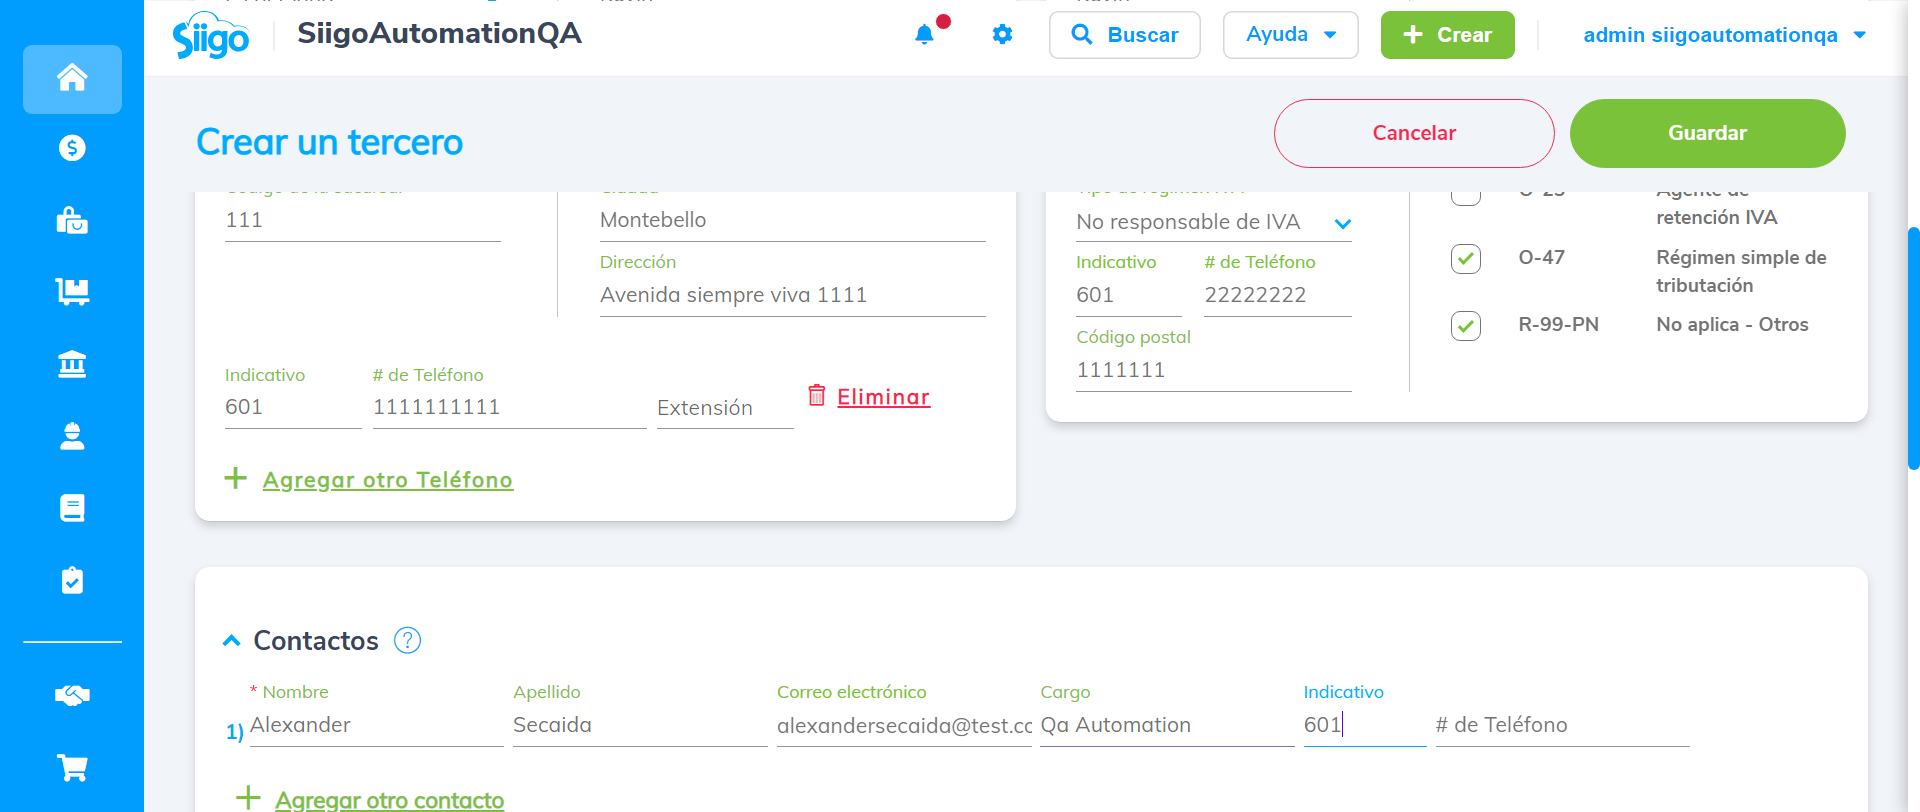 Siigo
SiigoAutomationQA
Buscar
Ayuda
Crear
admin siigoautomationqa
Crear un tercero
Cancelar
Guardar
111
Montebello
Dirección
Avenida siempre viva 1111
Indicativo
# de Teléfono
601
1111111111
Extensión
Eliminar
Agregar otro Teléfono
No responsable de IVA
Indicativo
# de Teléfono
601
22222222
Código postal
1111111
Agente de
retención IVA
O-47
Régimen simple de
tributación
R-99-PN
No aplica - Otros
Contactos ?
* Nombre
Apellido
Correo electrónico
Cargo
Indicativo
1) Alexander
Secaida
alexandersecaida@test.cc
Qa Automation
601
# de Teléfono
Agregar otro contacto